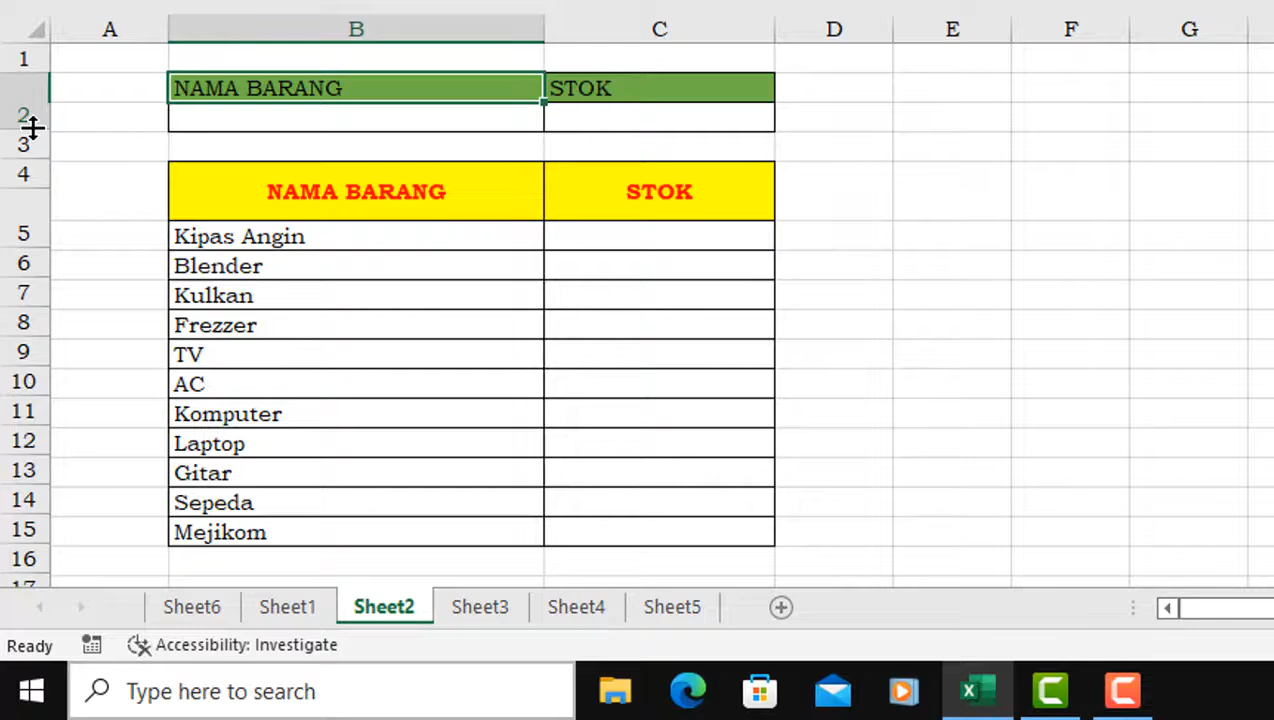 A B C D E F G
1
2 NAMA BARANG STOK
3
4 NAMA BARANG STOK
5 Kipas Angin
6 Blender
7 Kulkan
8 Frezzer
9 TV
10 AC
11 Komputer
12 Laptop
13 Gitar
14 Sepeda
15 Mejikom
16
17
Sheet6 Sheet1 Sheet2 Sheet3 Sheet4 Sheet5
Ready Accessibility: Investigate
Type here to search